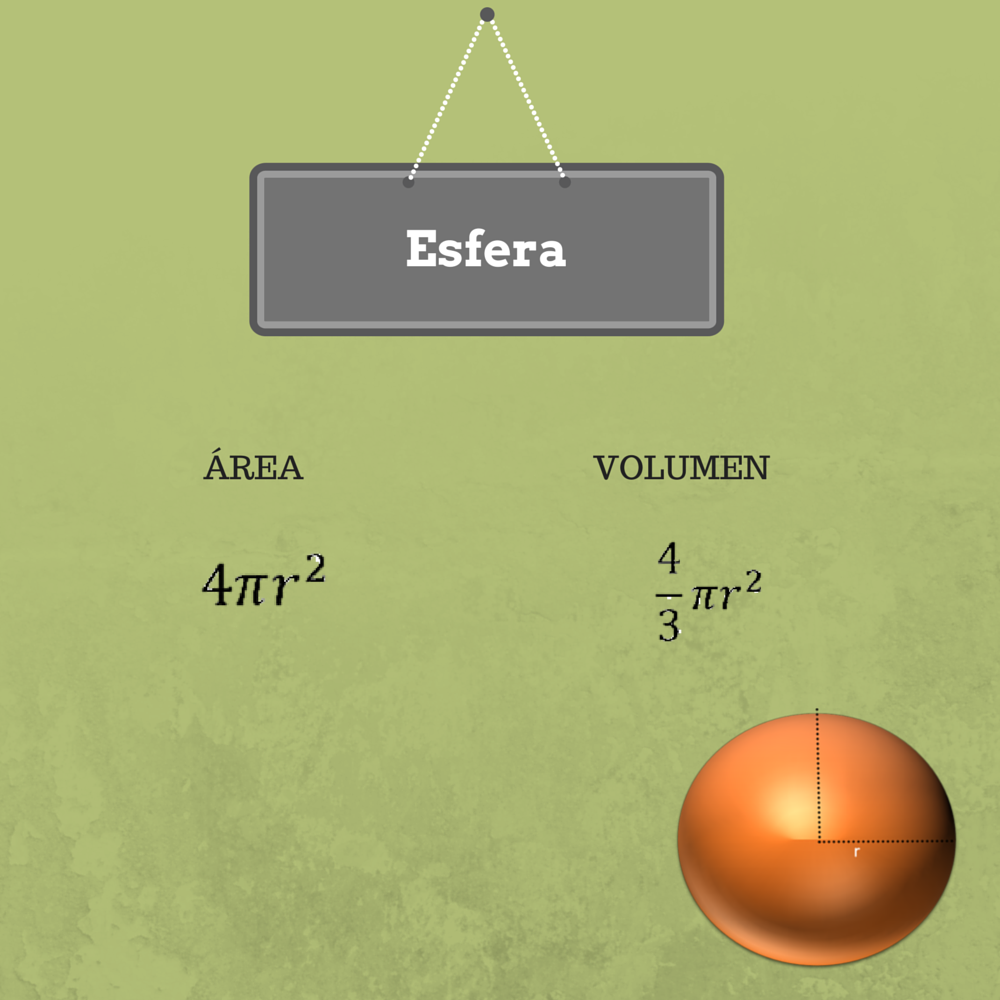 Esfera
ÁREA
VOLUMEN
4πr²
4/3 πr²
r